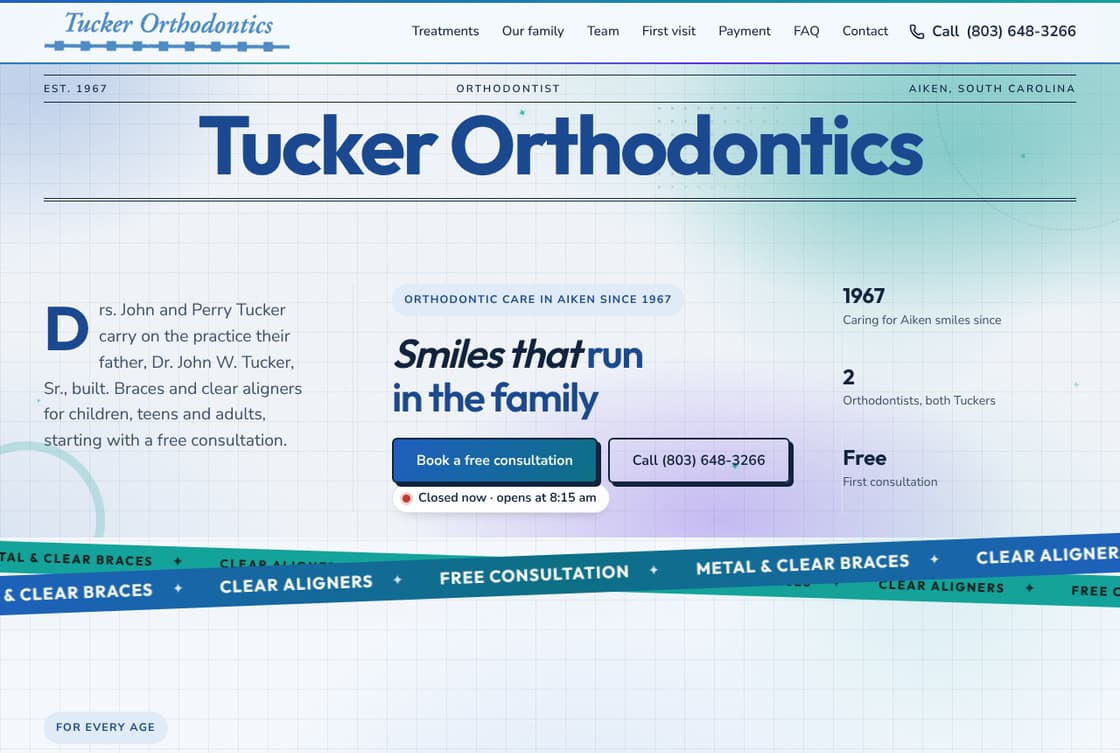 Tucker Orthodontics
Treatments Our family Team First visit Payment FAQ Contact Call (803) 648-3266
EST. 1967 ORTHODONTIST AIKEN, SOUTH CAROLINA
Tucker Orthodontics
Drs. John and Perry Tucker
carry on the practice their
father, Dr. John W. Tucker,
Sr., built. Braces and clear aligners
for children, teens and adults,
starting with a free consultation.
ORTHODONTIC CARE IN AIKEN SINCE 1967
Smiles that run
in the family
Book a free consultation
Call (803) 648-3266
Closed now · opens at 8:15 am
1967
Caring for Aiken smiles since
2
Orthodontists, both Tuckers
Free
First consultation
& CLEAR BRACES ✦ CLEAR ALIGNERS ✦ FREE CONSULTATION ✦ METAL & CLEAR BRACES ✦ CLEAR ALIGNER
TAL & CLEAR BRACES ✦ CLEAR ALIGNERS
CLEAR ALIGNERS ✦ FREE C
FOR EVERY AGE